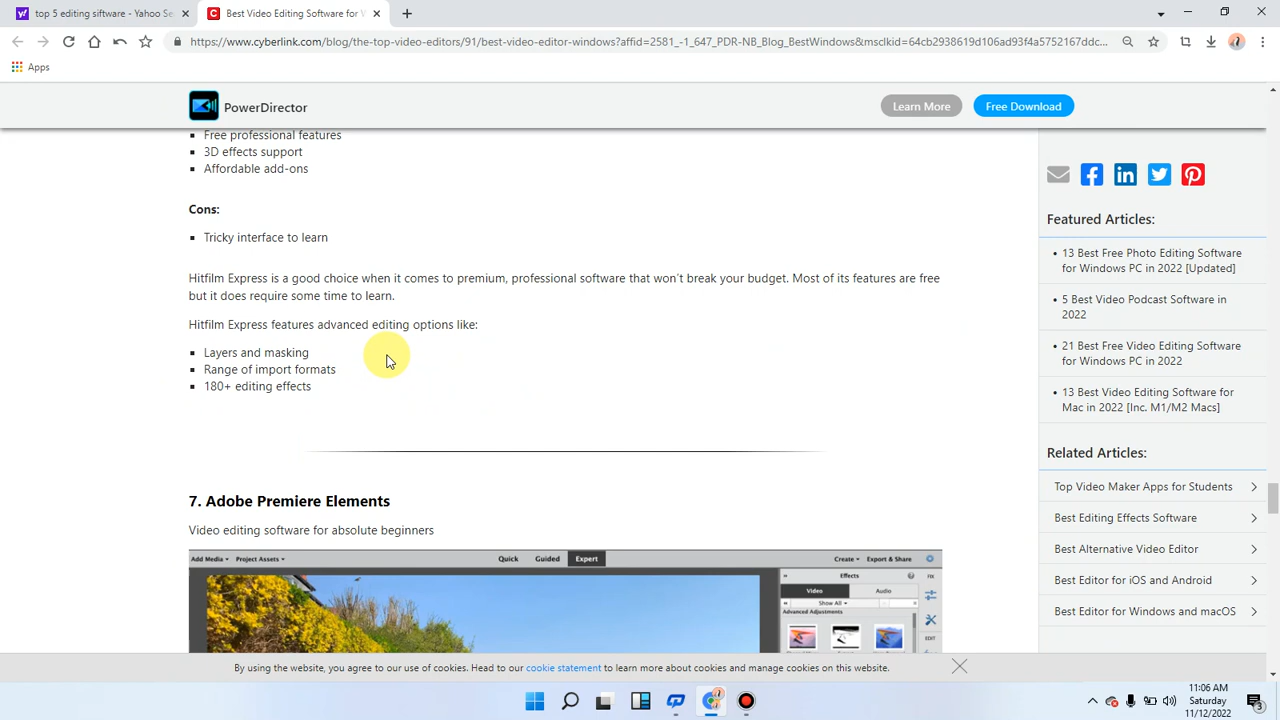 top 5 editing siftware - Yahoo Se
Best Video Editing Software for W
https://www.cyberlink.com/blog/the-top-video-editors/91/best-video-editor-windows?affid=2581_-1_647_PDR-NB_Blog_BestWindows&msclkid=64cb2938619d106ad93f4a5752167ddc...
Apps
PowerDirector
Learn More
Free Download
Free professional features
3D effects support
Affordable add-ons
Cons:
Tricky interface to learn
Hitfilm Express is a good choice when it comes to premium, professional software that won't break your budget. Most of its features are free
but it does require some time to learn.
Hitfilm Express features advanced editing options like:
Layers and masking
Range of import formats
180+ editing effects
7. Adobe Premiere Elements
Video editing software for absolute beginners
Add Media
Project Assets
Quick
Guided
Expert
Create
Export & Share
Effects
FIX
Video
Audio
Show All
Advanced Adjustments
EDIT
Featured Articles:
13 Best Free Photo Editing Software
for Windows PC in 2022 [Updated]
5 Best Video Podcast Software in
2022
21 Best Free Video Editing Software
for Windows PC in 2022
13 Best Video Editing Software for
Mac in 2022 [Inc. M1/M2 Macs]
Related Articles:
Top Video Maker Apps for Students
Best Editing Effects Software
Best Alternative Video Editor
Best Editor for iOS and Android
Best Editor for Windows and macOS
By using the website, you agree to our use of cookies. Head to our cookie statement to learn more about cookies and manage cookies on this website.
11:06 AM
Saturday
11/12/2022
3